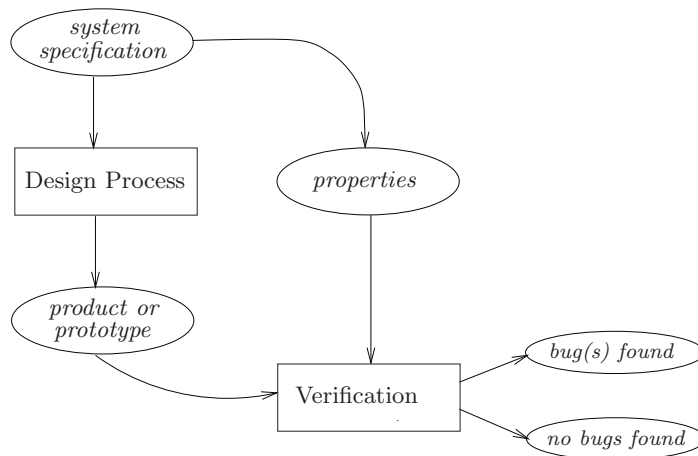 system
specification
Design Process
properties
product or
prototype
bug(s) found
Verification
no bugs found